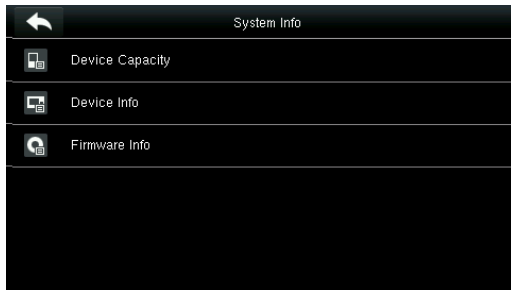 System Info
Device Capacity
Device Info
Firmware Info